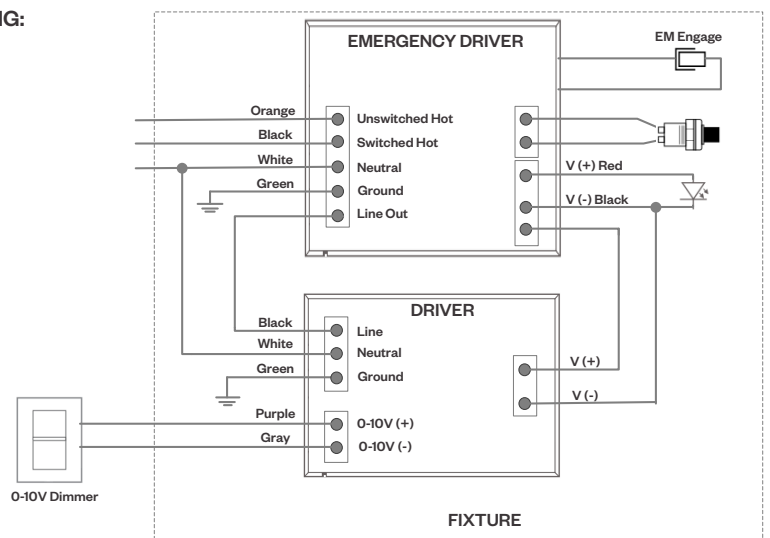 NG:
EMERGENCY DRIVER
EM Engage
Orange
Unswitched Hot
Black
Switched Hot
White
Neutral
Green
Ground
Line Out
V (+) Red
V (-) Black
DRIVER
Black
Line
White
Neutral
Green
Ground
V (+)
V (-)
Purple
0-10V (+)
Gray
0-10V (-)
0-10V Dimmer
FIXTURE